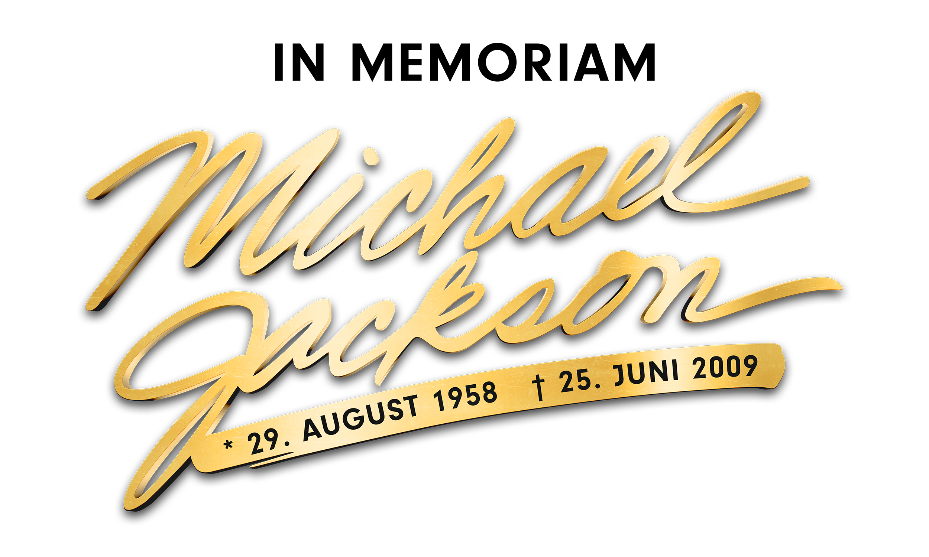 IN MEMORIAM
Michael
Jackson
* 29. AUGUST 1958 † 25. JUNI 2009